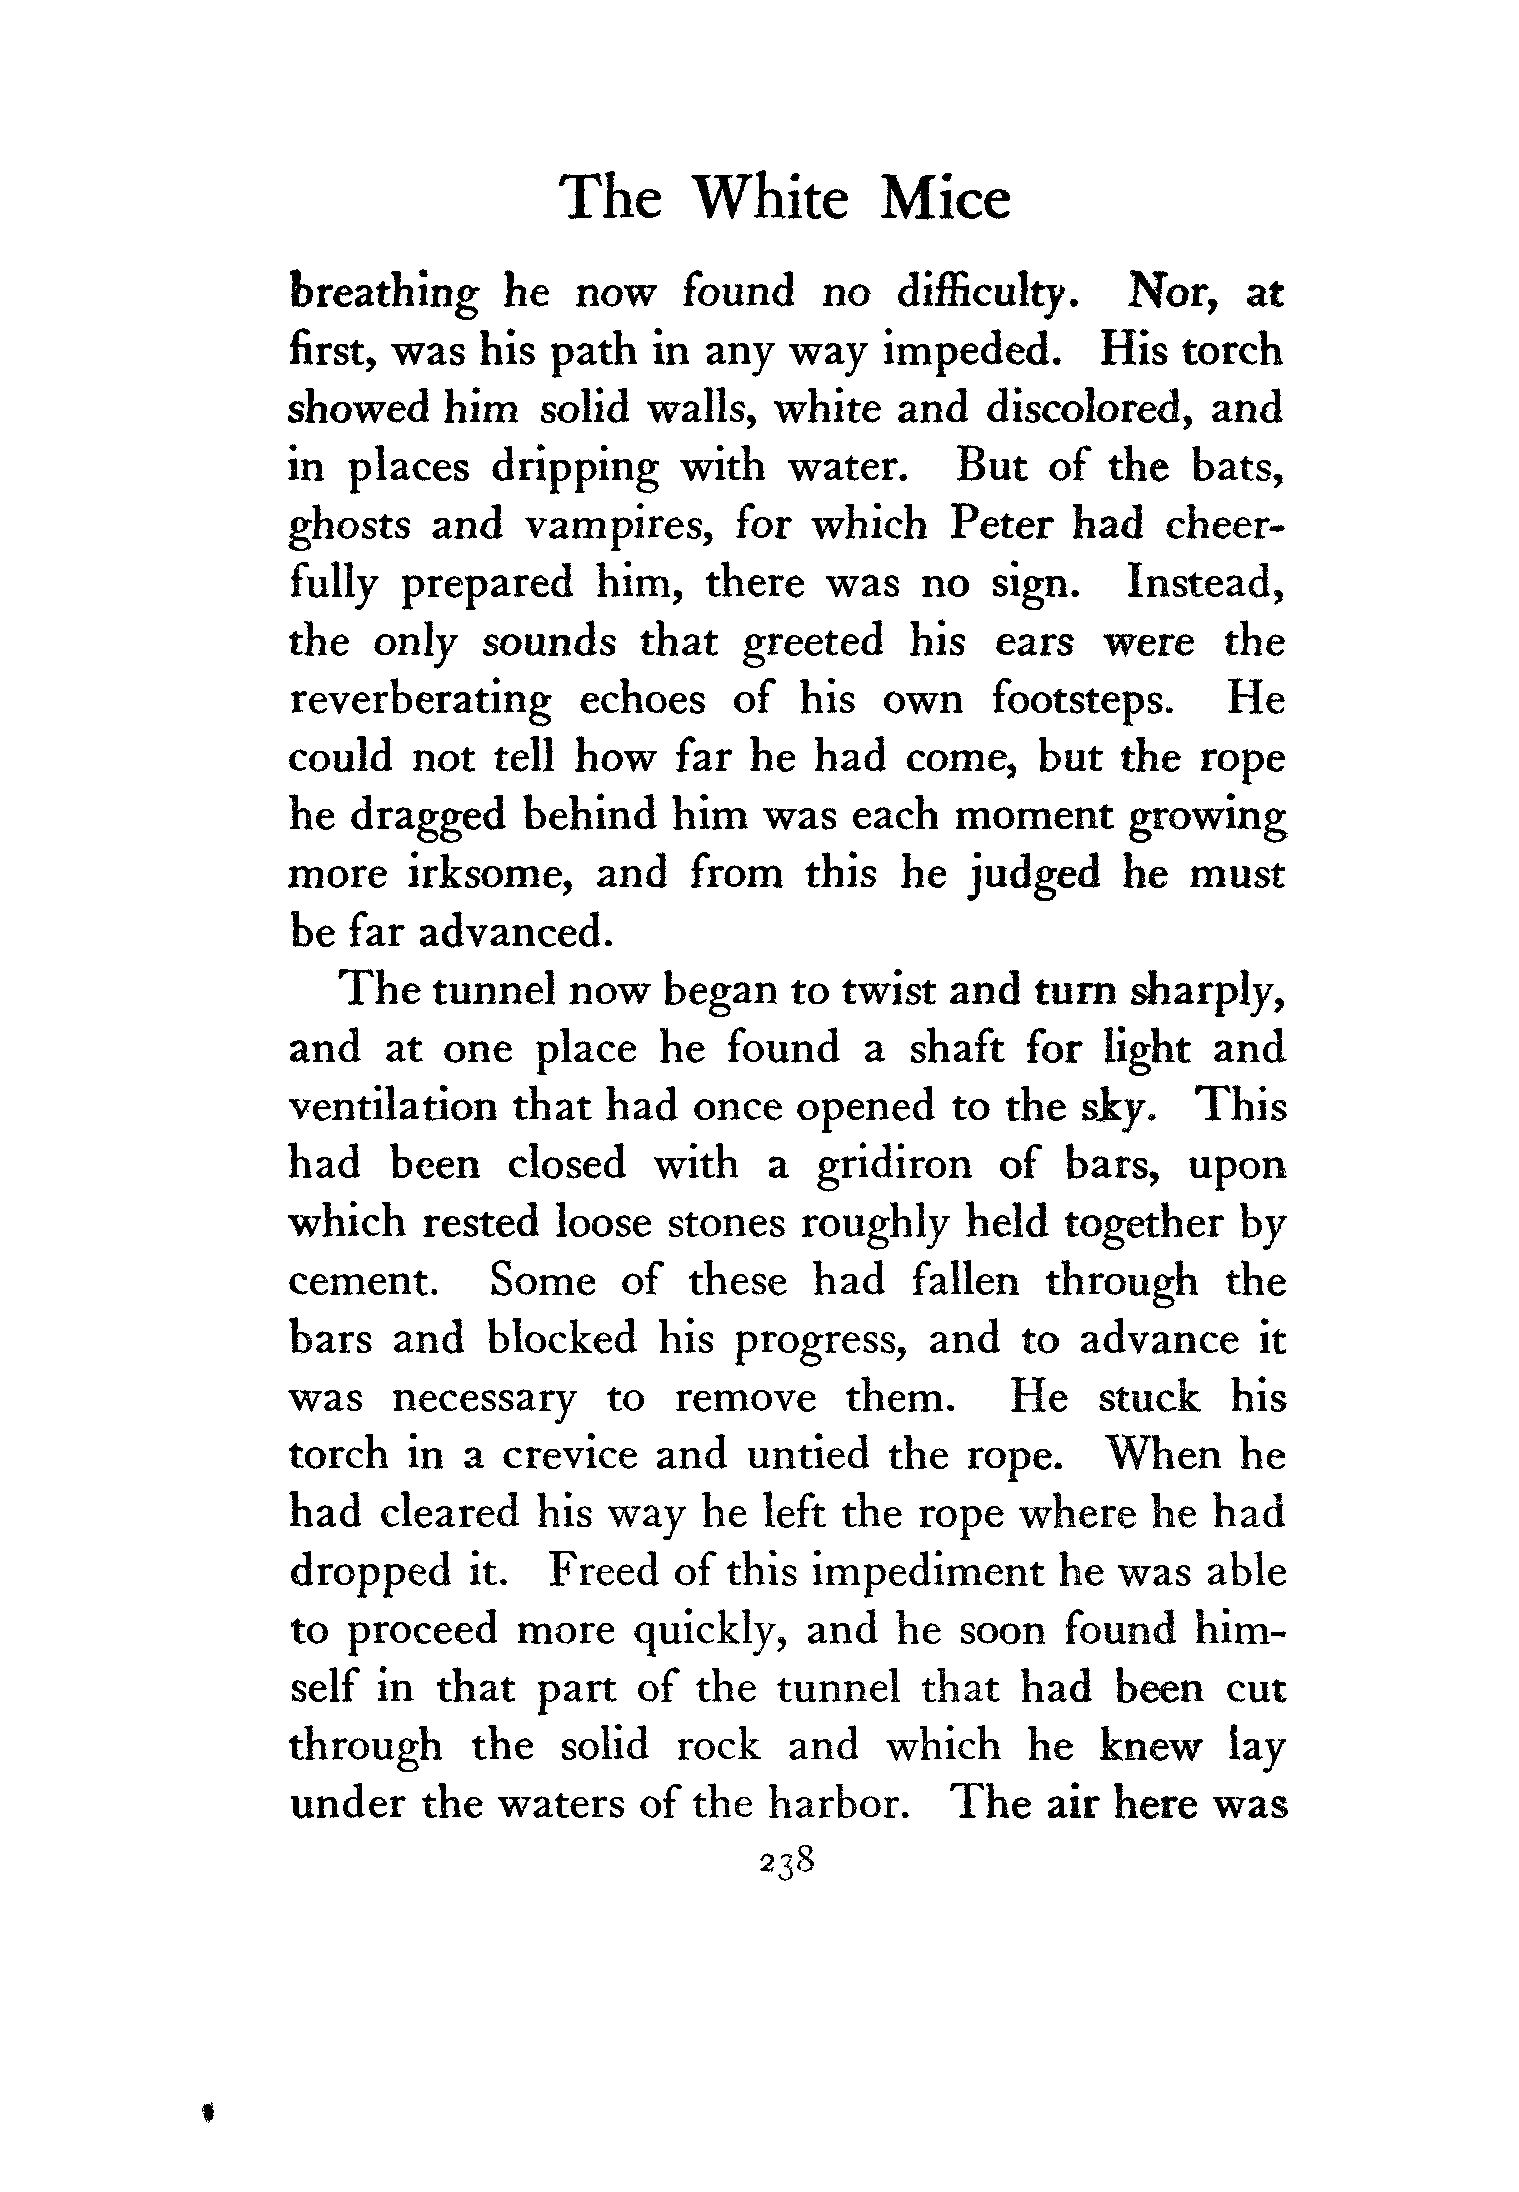 The White Mice
breathing he now found no difficulty. Nor, at
first, was his path in any way impeded. His torch
showed him solid walls, white and discolored, and
in places dripping with water. But of the bats,
ghosts and vampires, for which Peter had cheer-
fully prepared him, there was no sign. Instead,
the only sounds that greeted his ears were the
reverberating echoes of his own footsteps. He
could not tell how far he had come, but the rope
he dragged behind him was each moment growing
more irksome, and from this he judged he must
be far advanced.
The tunnel now began to twist and turn sharply,
and at one place he found a shaft for light and
ventilation that had once opened to the sky. This
had been closed with a gridiron of bars, upon
which rested loose stones roughly held together by
cement. Some of these had fallen through the
bars and blocked his progress, and to advance it
was necessary to remove them. He stuck his
torch in a crevice and untied the rope. When he
had cleared his way he left the rope where he had
dropped it. Freed of this impediment he was able
to proceed more quickly, and he soon found him-
self in that part of the tunnel that had been cut
through the solid rock and which he knew lay
under the waters of the harbor. The air here was
238